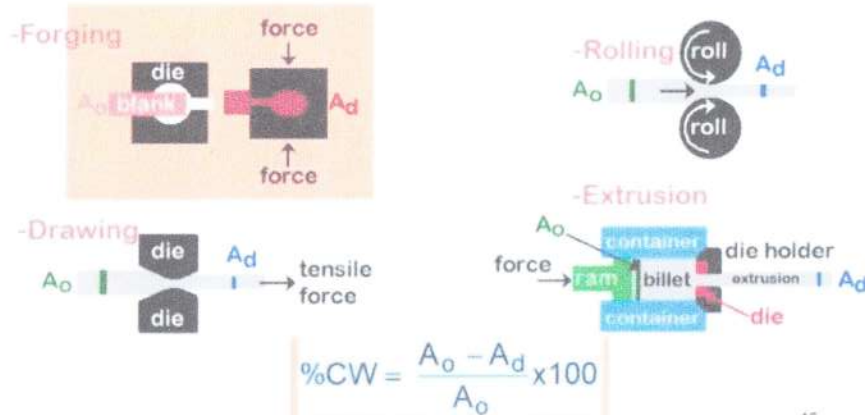 -Forging
force
die
Ao blank
Ad
force
-Rolling
roll
Ao
Ad
roll
-Drawing
die
Ao
Ad
tensile
force
die
-Extrusion
Ao
container
die holder
force
ram
billet
extrusion
Ad
container
die
%CW = Ao − Ad / Ao x100